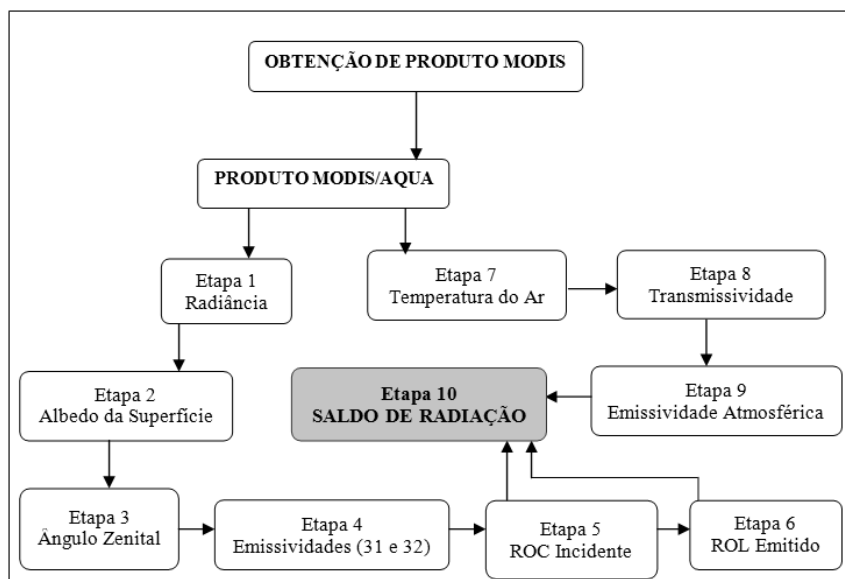 OBTENÇÃO DE PRODUTO MODIS
PRODUTO MODIS/AQUA
Etapa 1
Radiância
Etapa 7
Temperatura do Ar
Etapa 8
Transmissividade
Etapa 2
Albedo da Superfície
Etapa 10
SALDO DE RADIAÇÃO
Etapa 9
Emissividade Atmosférica
Etapa 3
Ângulo Zenital
Etapa 4
Emissividades (31 e 32)
Etapa 5
ROC Incidente
Etapa 6
ROL Emitido